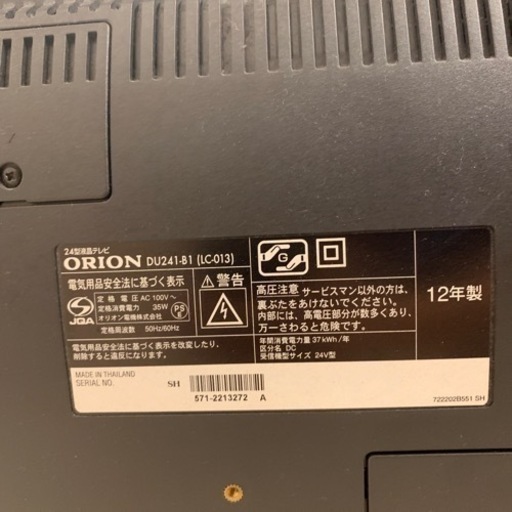 24型液晶テレビ
ORION DU241-B1 (LC-013)
電気用品安全法に基づく表示
JQA
定格電圧 AC 100V~
定格消費電力 35W
オリオン電機株式会社
定格周波数 50Hz/60Hz
PS
E
電気用品安全法に基づく表示を改変したり、
削除すると違反になります。
警告
G
高圧注意 サービスマン以外の方は、
裏ぶたをあけないでください。
内部には、高電圧部分が数多くあり、
万一さわると危険です。
年間消費電力量 37kWh/年
区分名 DC
受信機型サイズ 24V型
12年製
MADE IN THAILAND
SERIAL NO.
SH
571-2213272 A
722202B551 SH